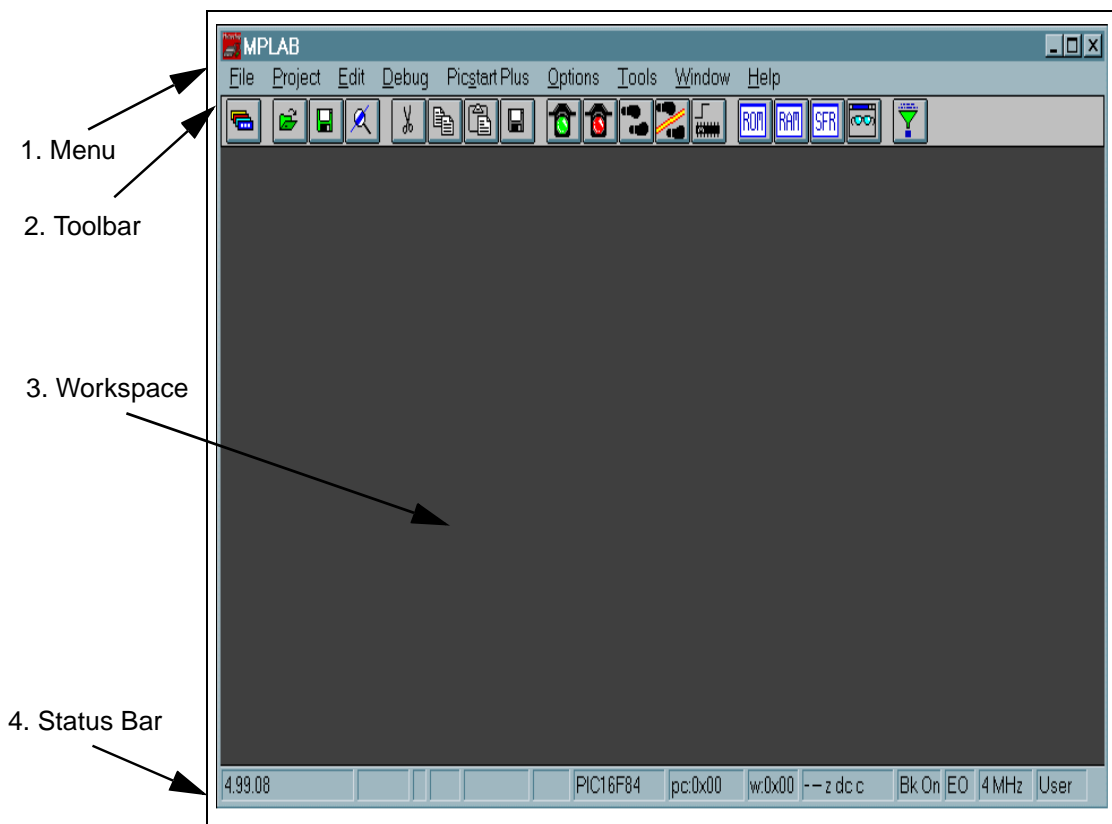 MPLAB
File Project Edit Debug Picstart Plus Options Tools Window Help
ROM RAM SFR
1. Menu
2. Toolbar
3. Workspace
4. Status Bar
4.99.08 PIC16F84 pc:0x00 w:0x00 -- z dc c Bk On EO 4 MHz User